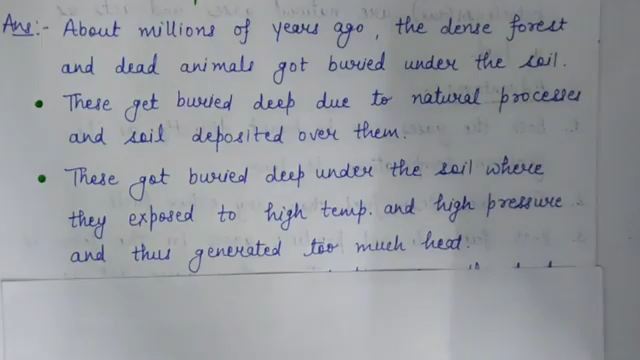 Ans:- About millions of years ago, the dense forest
and dead animals got buried under the soil.
• These get buried deep due to natural processes
and soil deposited over them.
• These got buried deep under the soil where
they exposed to high temp. and high pressure
and thus generated too much heat.